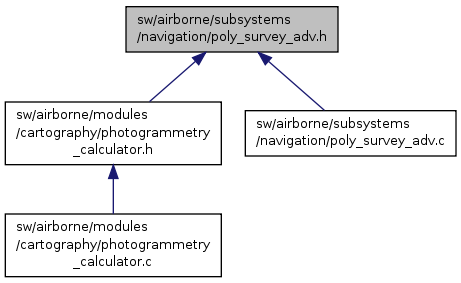 sw/airborne/subsystems
/navigation/poly_survey_adv.h
sw/airborne/modules
/cartography/photogrammetry
_calculator.h
sw/airborne/subsystems
/navigation/poly_survey_adv.c
sw/airborne/modules
/cartography/photogrammetry
_calculator.c